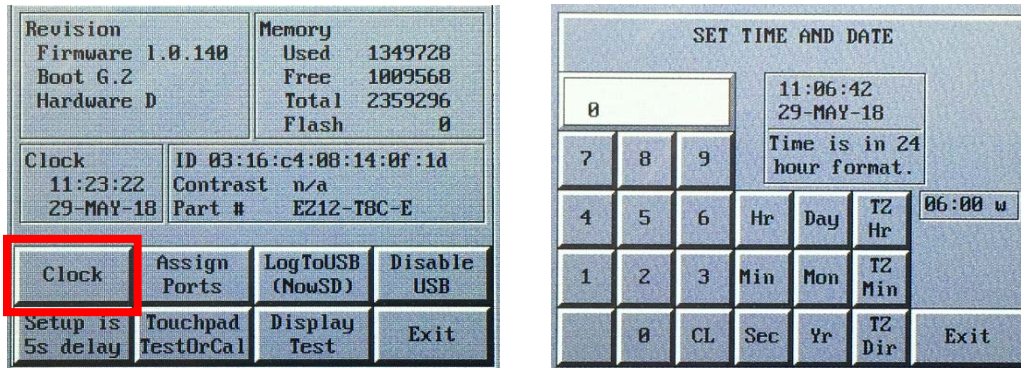 Revision
Firmware 1.0.140
Boot G.2
Hardware D
Memory
Used 1349728
Free 1009568
Total 2359296
Flash 0
Clock
11:23:22
29-MAY-18
ID 03:16:c4:08:14:0f:1d
Contrast n/a
Part # EZ12-T8C-E
Clock
Assign
Ports
LogToUSB
(NowSD)
Disable
USB
Setup is
5s delay
Touchpad
TestOrCal
Display
Test
Exit
SET TIME AND DATE
0
11:06:42
29-MAY-18
Time is in 24
hour format.
7 8 9
4 5 6 Hr Day TZ
Hr
06:00 w
1 2 3 Min Mon TZ
Min
0 CL Sec Yr TZ
Dir
Exit